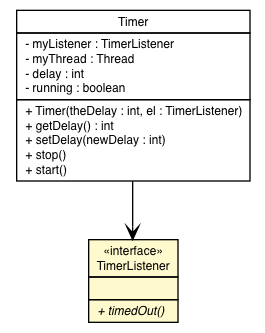 Timer
- myListener : TimerListener
- myThread : Thread
- delay : int
- running : boolean
+ Timer(theDelay : int, el : TimerListener)
+ getDelay() : int
+ setDelay(newDelay : int)
+ stop()
+ start()
«interface»
TimerListener
+ timedOut()